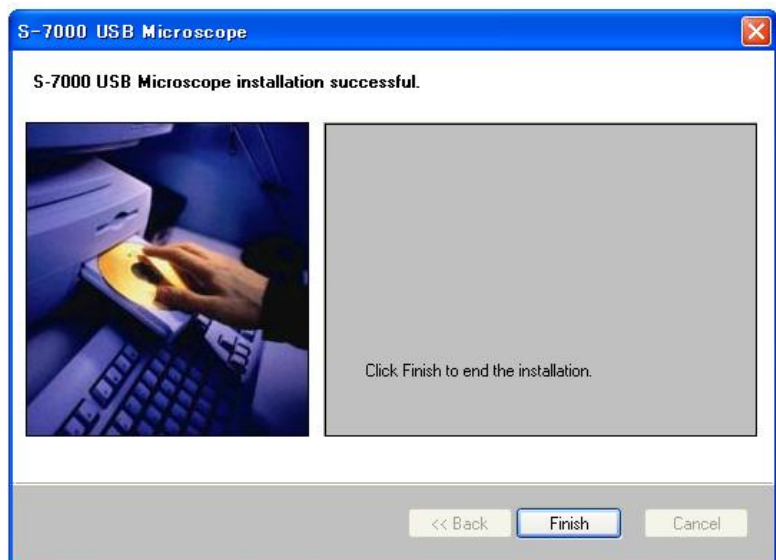 S-7000 USB Microscope
S-7000 USB Microscope installation successful.
Click Finish to end the installation.
<< Back Finish Cancel